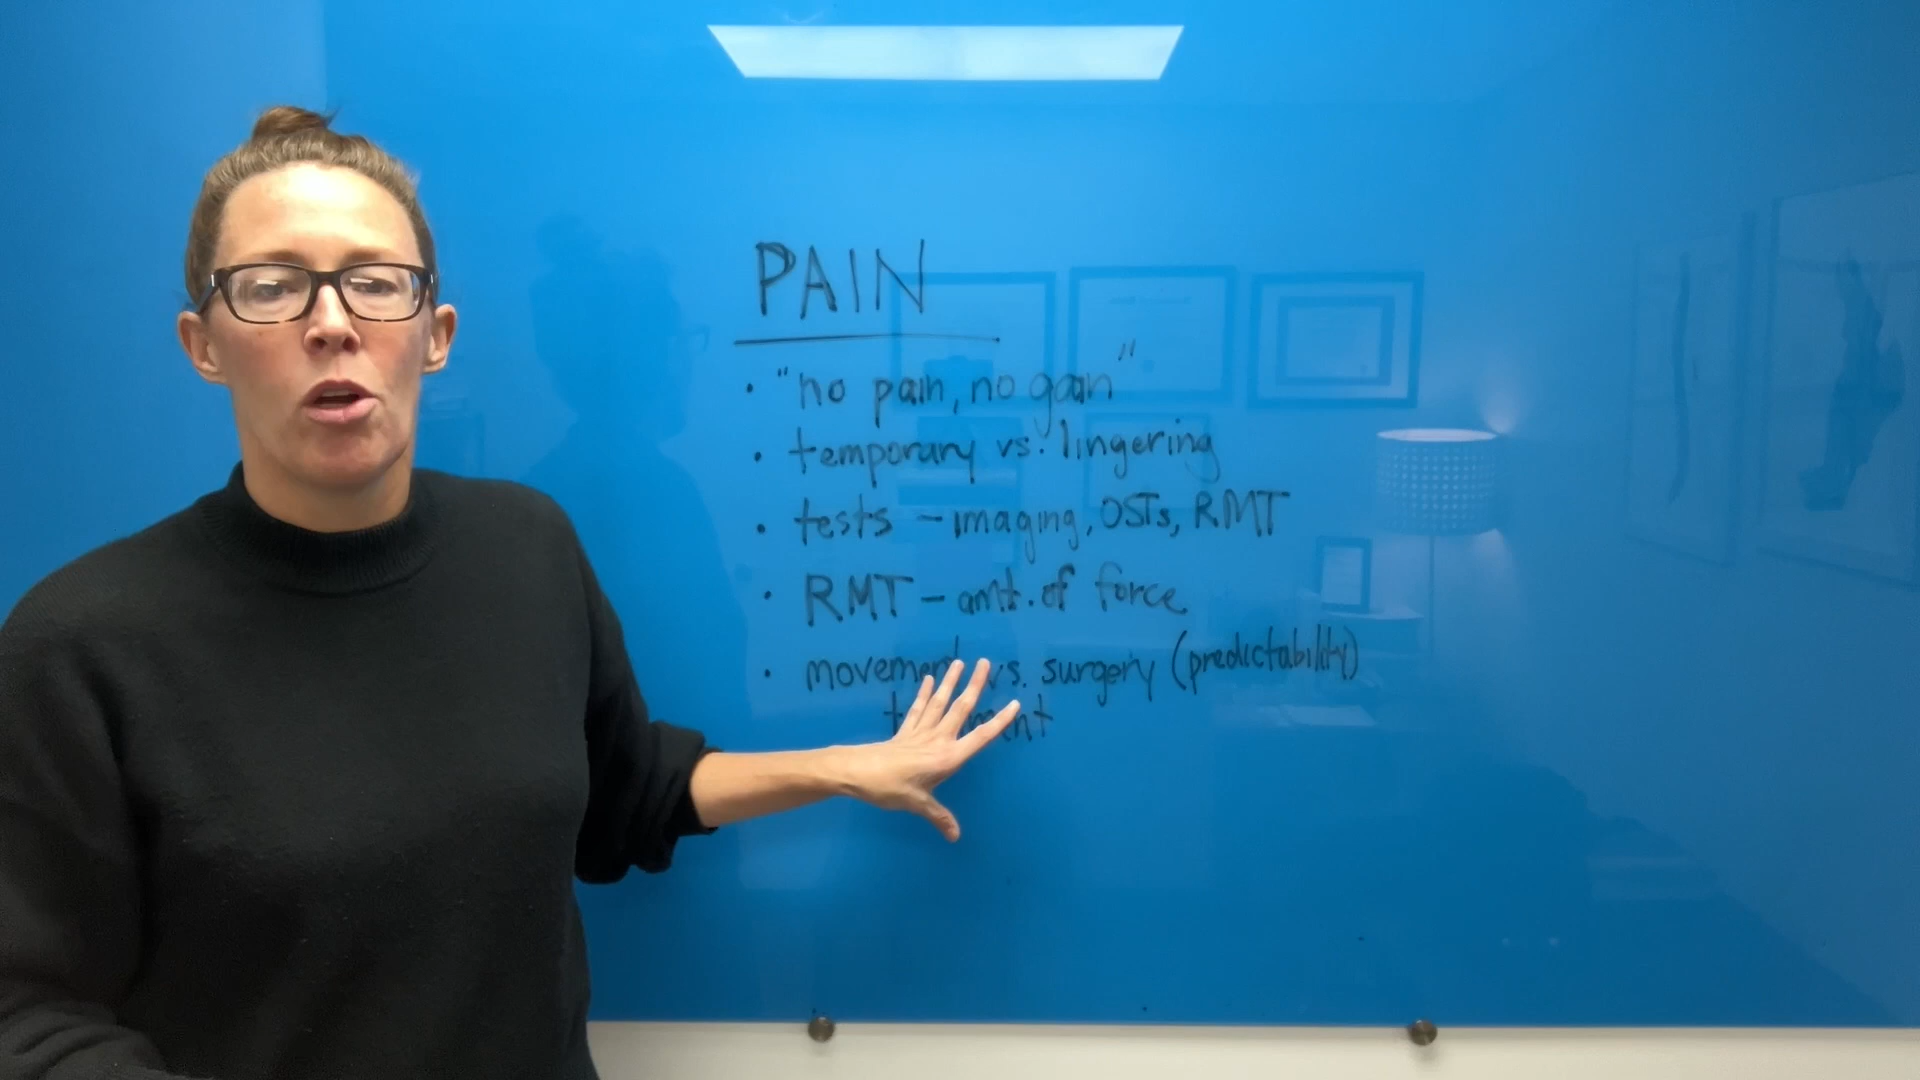 PAIN
• "no pain, no gain"
• temporary vs. lingering
• tests – imaging, OSTs, RMT
• RMT – amt. of force
• movement vs. surgery (predictability)